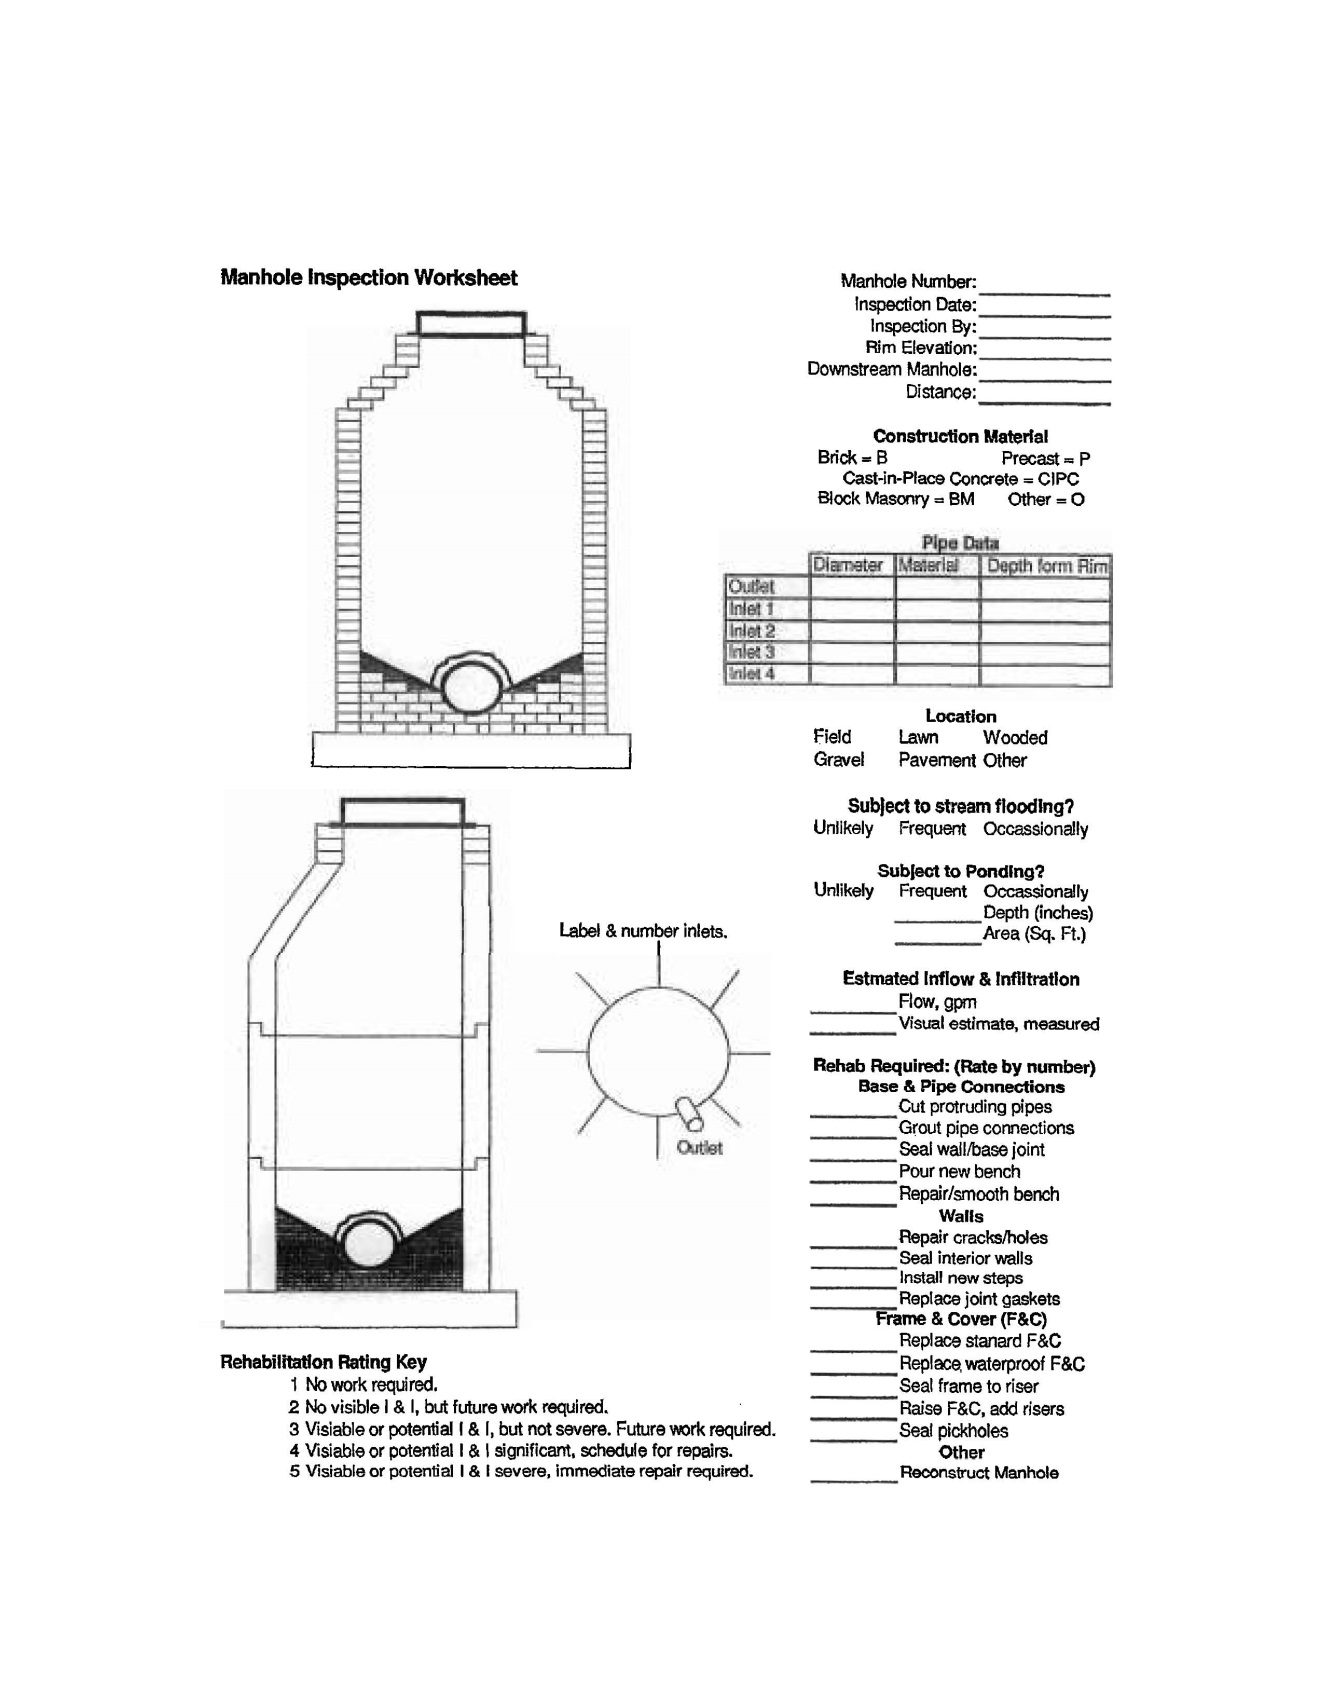 Manhole Inspection Worksheet
Manhole Number:
Inspection Date:
Inspection By:
Rim Elevation:
Downstream Manhole:
Distance:
Construction Material
Brick = B Precast = P
Cast-in-Place Concrete = CIPC
Block Masonry = BM Other = O
Pipe Data
Diameter Material Depth form Rim
Outlet
Inlet 1
Inlet 2
Inlet 3
Inlet 4
Location
Field Lawn Wooded
Gravel Pavement Other
Subject to stream flooding?
Unlikely Frequent Occassionally
Subject to Ponding?
Unlikely Frequent Occassionally
Depth (inches)
Area (Sq. Ft.)
Label & number inlets.
Outlet
Estmated Inflow & Infiltration
Flow, gpm
Visual estimate, measured
Rehab Required: (Rate by number)
Base & Pipe Connections
Cut protruding pipes
Grout pipe connections
Seal wall/base joint
Pour new bench
Repair/smooth bench
Walls
Repair cracks/holes
Seal interior walls
Install new steps
Replace joint gaskets
Frame & Cover (F&C)
Replace stanard F&C
Replace waterproof F&C
Seal frame to riser
Raise F&C, add risers
Seal pickholes
Other
Reconstruct Manhole
Rehabilitation Rating Key
1 No work required.
2 No visible I & I, but future work required.
3 Visiable or potential I & I, but not severe. Future work required.
4 Visiable or potential I & I significant, schedule for repairs.
5 Visiable or potential I & I severe, immediate repair required.